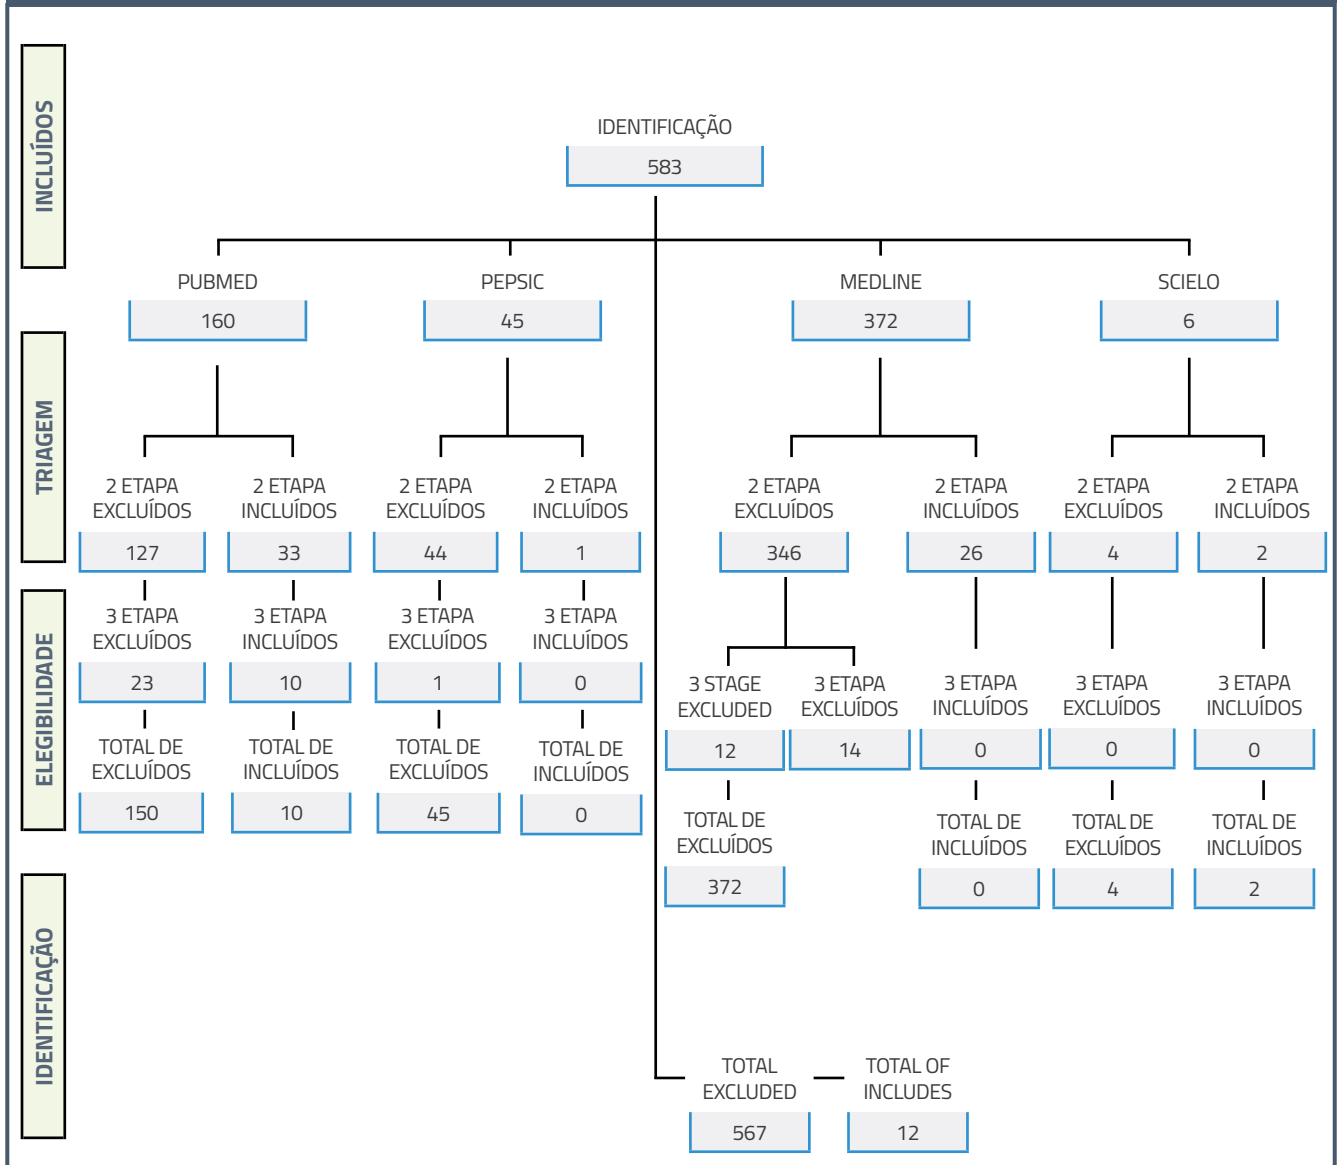 INCLUÍDOS
IDENTIFICAÇÃO
583
PUBMED
PEPSIC
MEDLINE
SCIELO
160
45
372
6
TRIAGEM
2 ETAPA
EXCLUÍDOS
2 ETAPA
INCLUÍDOS
2 ETAPA
EXCLUÍDOS
2 ETAPA
INCLUÍDOS
2 ETAPA
EXCLUÍDOS
2 ETAPA
INCLUÍDOS
2 ETAPA
EXCLUÍDOS
2 ETAPA
INCLUÍDOS
127
33
44
1
346
26
4
2
ELEGIBILIDADE
3 ETAPA
EXCLUÍDOS
3 ETAPA
INCLUÍDOS
3 ETAPA
EXCLUÍDOS
3 ETAPA
INCLUÍDOS
23
10
1
0
3 STAGE
EXCLUDED
3 ETAPA
EXCLUÍDOS
3 ETAPA
INCLUÍDOS
3 ETAPA
EXCLUÍDOS
3 ETAPA
INCLUÍDOS
12
14
0
0
0
TOTAL DE
EXCLUÍDOS
TOTAL DE
INCLUÍDOS
TOTAL DE
EXCLUÍDOS
TOTAL DE
INCLUÍDOS
150
10
45
0
TOTAL DE
EXCLUÍDOS
TOTAL DE
INCLUÍDOS
TOTAL DE
EXCLUÍDOS
TOTAL DE
INCLUÍDOS
372
0
4
2
IDENTIFICAÇÃO
TOTAL
EXCLUDED
TOTAL OF
INCLUDES
567
12